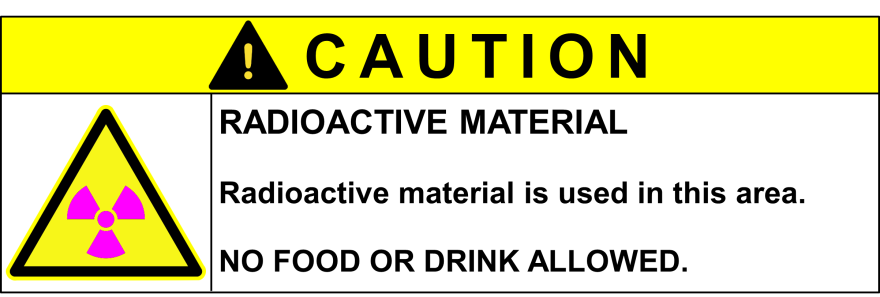 CAUTION
RADIOACTIVE MATERIAL
Radioactive material is used in this area.
NO FOOD OR DRINK ALLOWED.